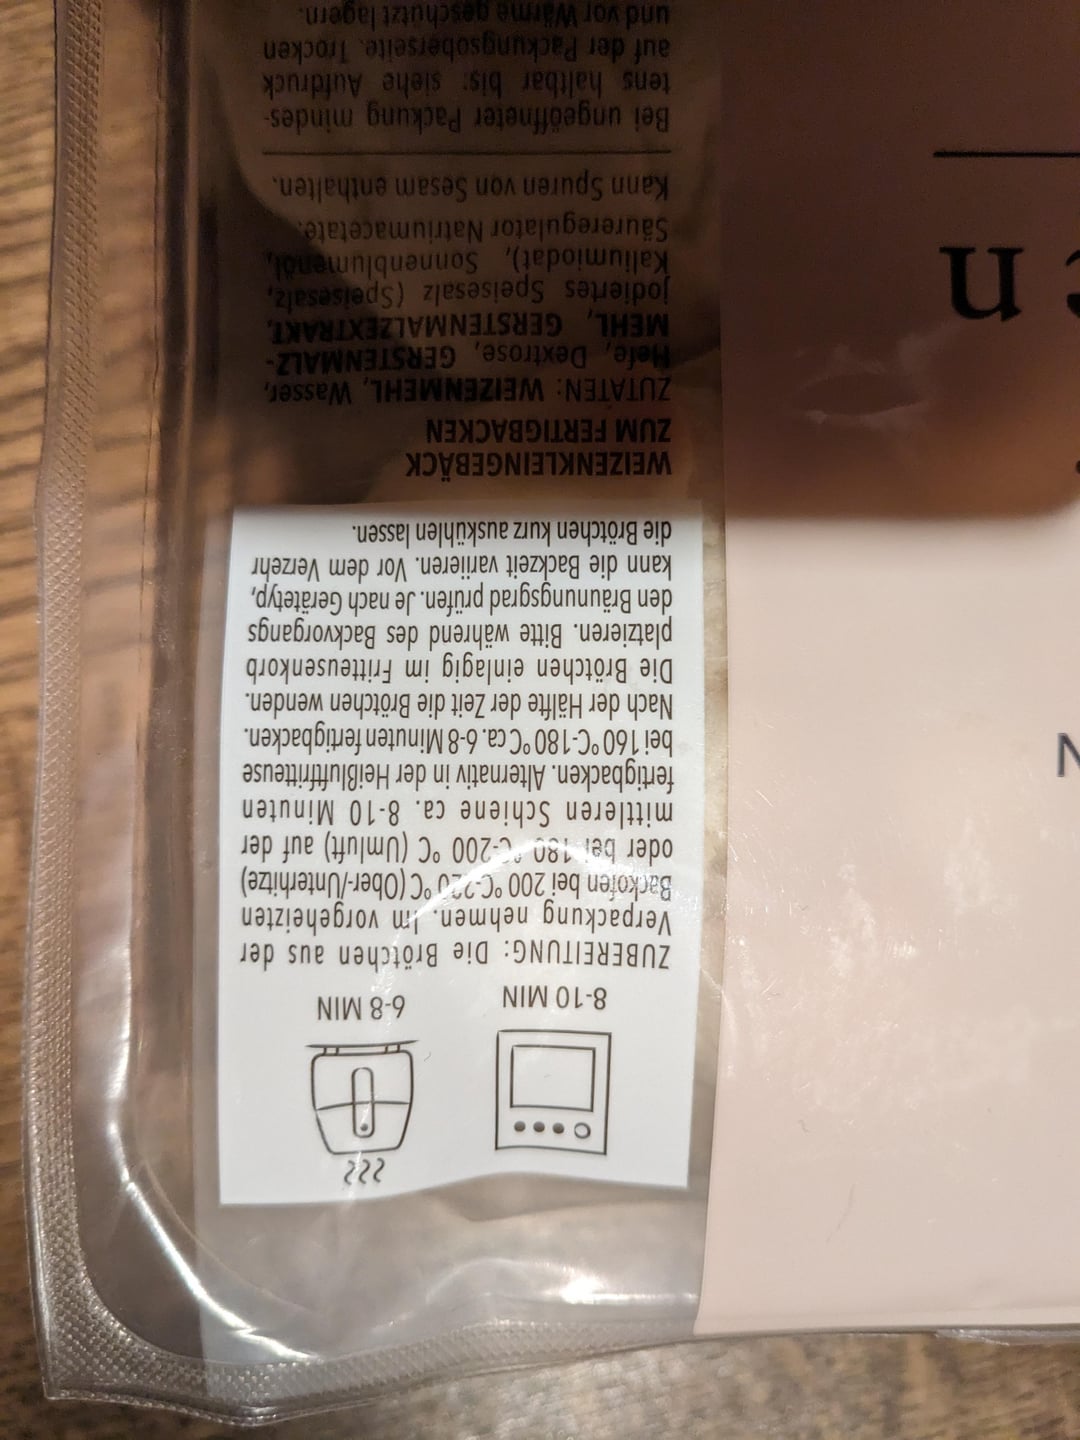 8-10 MIN
6-8 MIN
ZUBEREITUNG: Die Brötchen aus der
Verpackung nehmen. Im vorgeheizten
Backofen bei 200 °C-220 °C (Ober-/Unterhitze)
oder bei 180 °C-200 °C (Umluft) auf der
mittleren Schiene ca. 8-10 Minuten
fertigbacken. Alternativ in der Heißluftfritteuse
bei 160°C-180°C ca. 6-8 Minuten fertigbacken.
Nach der Hälfte der Zeit die Brötchen wenden.
Die Brötchen einlagig im Fritteusenkorb
platzieren. Bitte während des Backvorgangs
den Bräunungsgrad prüfen. Je nach Gerätetyp,
kann die Backzeit variieren. Vor dem Verzehr
die Brötchen kurz auskühlen lassen.
WEIZENKLEINGEBÄCK
ZUM FERTIGBACKEN
ZUTATEN: WEIZENMEHL, Wasser,
Hefe, Dextrose, GERSTENMALZ-
MEHL, GERSTENMALZEXTRAKT,
jodiertes Speisesalz (Speisesalz,
Kaliumiodat), Sonnenblumenöl,
Säureregulator Natriumacetate.
Kann Spuren von Sesam enthalten.
Bei ungeöffneter Packung mindes-
tens haltbar bis: siehe Aufdruck
auf der Packungsoberseite. Trocken
und vor Wärme geschützt lagern.